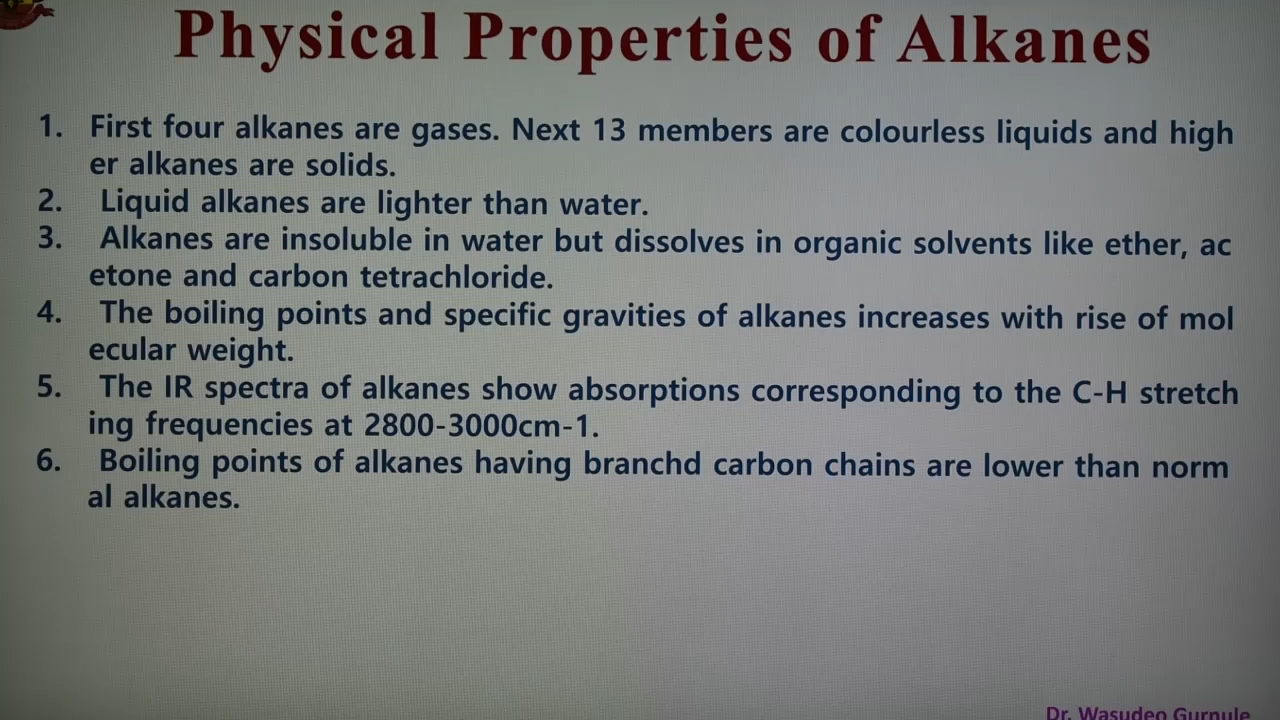 Physical Properties of Alkanes
1. First four alkanes are gases. Next 13 members are colourless liquids and high
er alkanes are solids.
2. Liquid alkanes are lighter than water.
3. Alkanes are insoluble in water but dissolves in organic solvents like ether, ac
etone and carbon tetrachloride.
4. The boiling points and specific gravities of alkanes increases with rise of mol
ecular weight.
5. The IR spectra of alkanes show absorptions corresponding to the C-H stretch
ing frequencies at 2800-3000cm-1.
6. Boiling points of alkanes having branchd carbon chains are lower than norm
al alkanes.
Dr. Wasudeo Gurnule